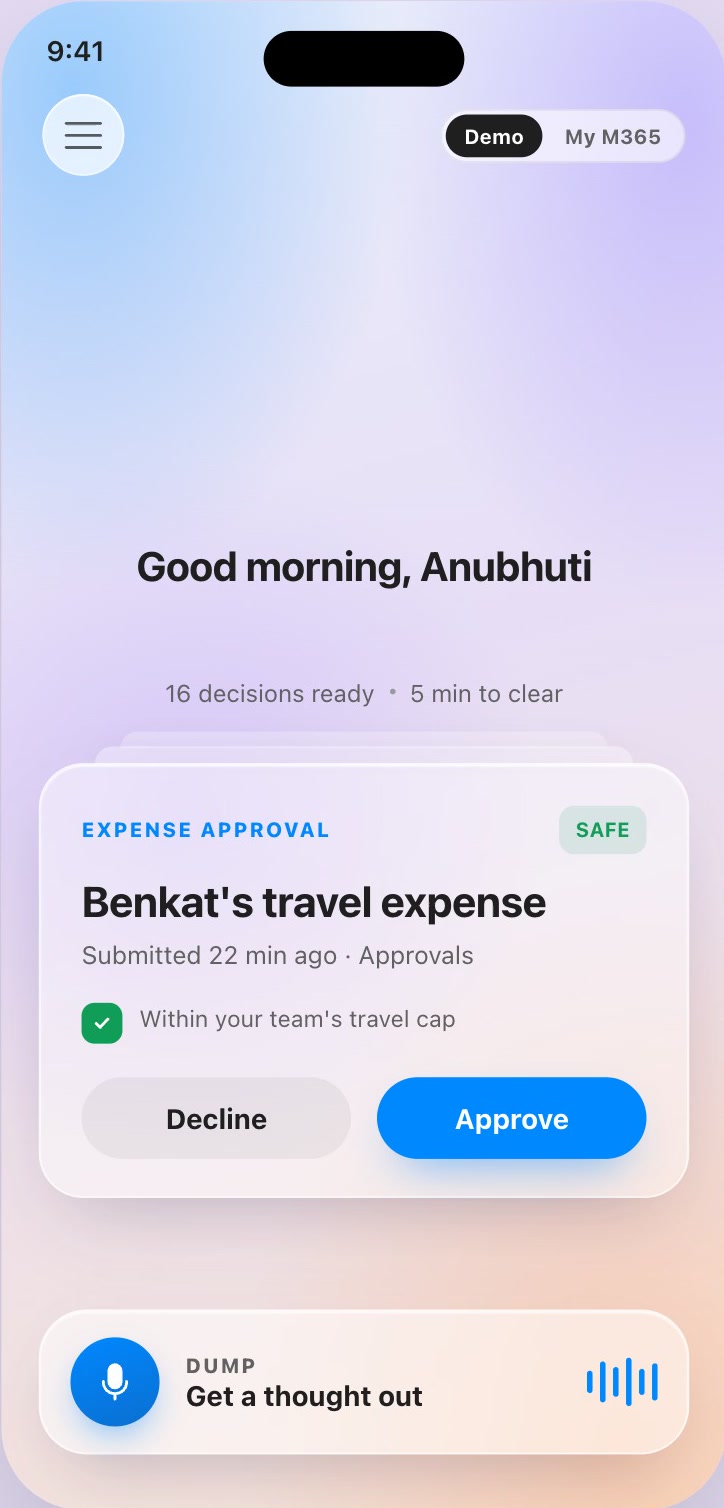 9:41
Demo
My M365
Good morning, Anubhuti
16 decisions ready • 5 min to clear
EXPENSE APPROVAL
SAFE
Benkat's travel expense
Submitted 22 min ago · Approvals
Within your team's travel cap
Decline
Approve
DUMP
Get a thought out